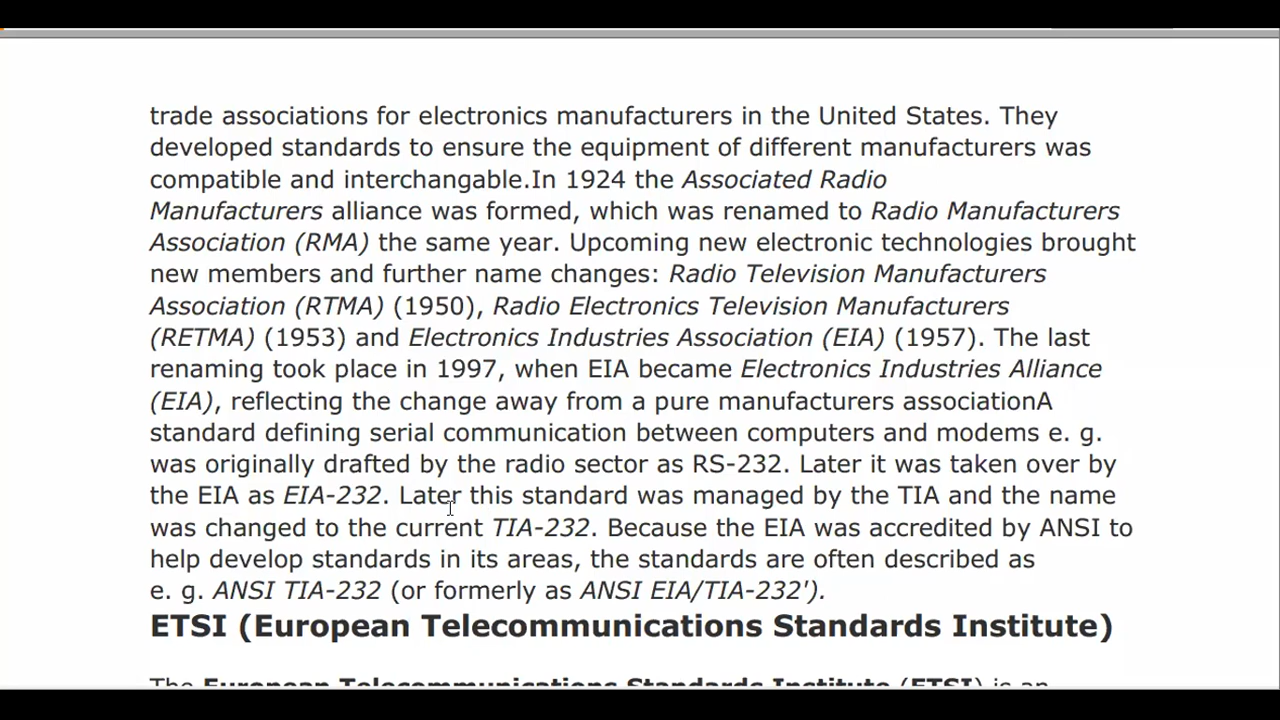 trade associations for electronics manufacturers in the United States. They
developed standards to ensure the equipment of different manufacturers was
compatible and interchangable.In 1924 the Associated Radio
Manufacturers alliance was formed, which was renamed to Radio Manufacturers
Association (RMA) the same year. Upcoming new electronic technologies brought
new members and further name changes: Radio Television Manufacturers
Association (RTMA) (1950), Radio Electronics Television Manufacturers
(RETMA) (1953) and Electronics Industries Association (EIA) (1957). The last
renaming took place in 1997, when EIA became Electronics Industries Alliance
(EIA), reflecting the change away from a pure manufacturers associationA
standard defining serial communication between computers and modems e. g.
was originally drafted by the radio sector as RS-232. Later it was taken over by
the EIA as EIA-232. Later this standard was managed by the TIA and the name
was changed to the current TIA-232. Because the EIA was accredited by ANSI to
help develop standards in its areas, the standards are often described as
e. g. ANSI TIA-232 (or formerly as ANSI EIA/TIA-232').
ETSI (European Telecommunications Standards Institute)
The European Telecommunications Standards Institute (ETSI) is an